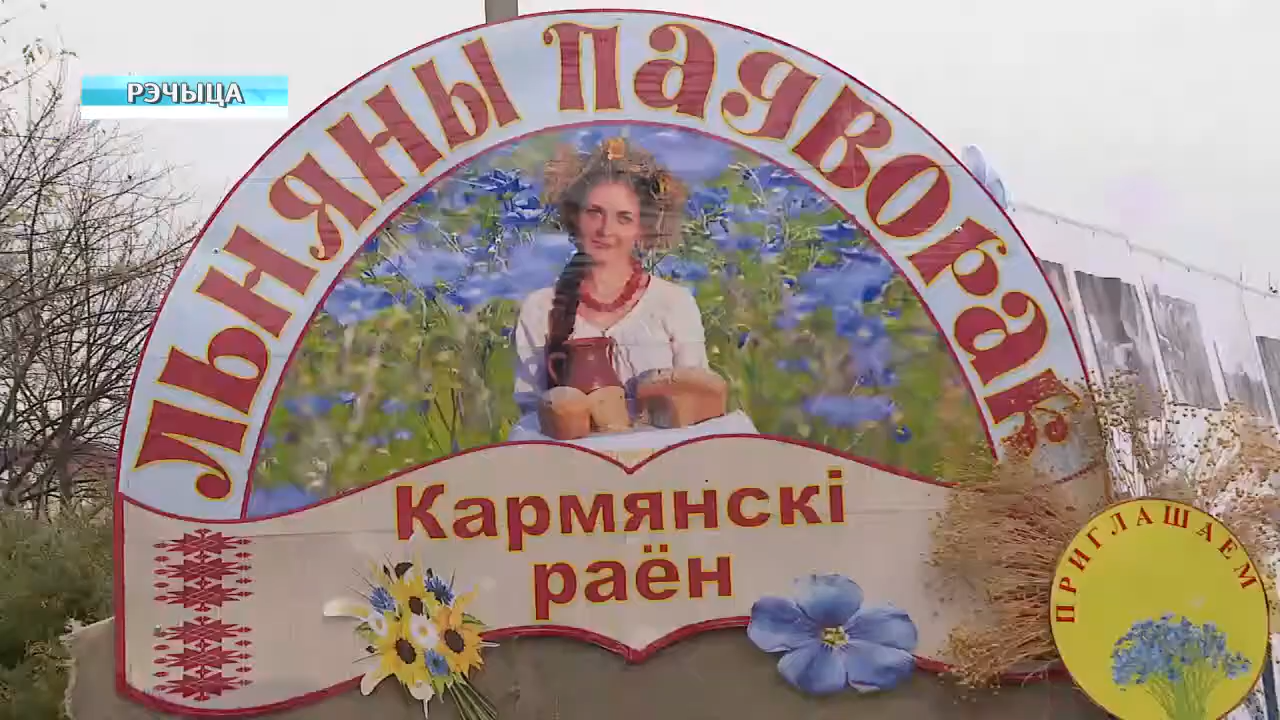 РЭЧЫЦА
ЛЬНЯНЫ ПАДВОРАК
Кармянскі
раён
ПРИГЛАШАЕМ